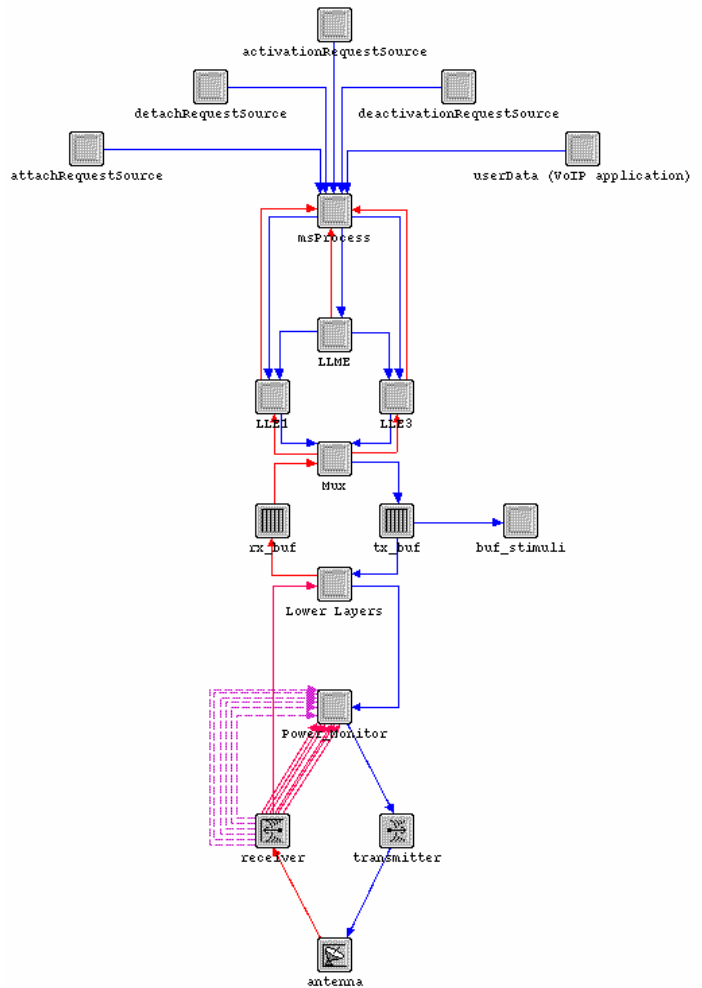 activationRequestSource
detachRequestSource
deactivationRequestSource
attachRequestSource
userData (VoIP application)
msProcess
LLME
LLE1
LLE3
Mux
rx_buf
tx_buf
buf_stimuli
Lower Layers
Power_Monitor
receiver
transmitter
antenna